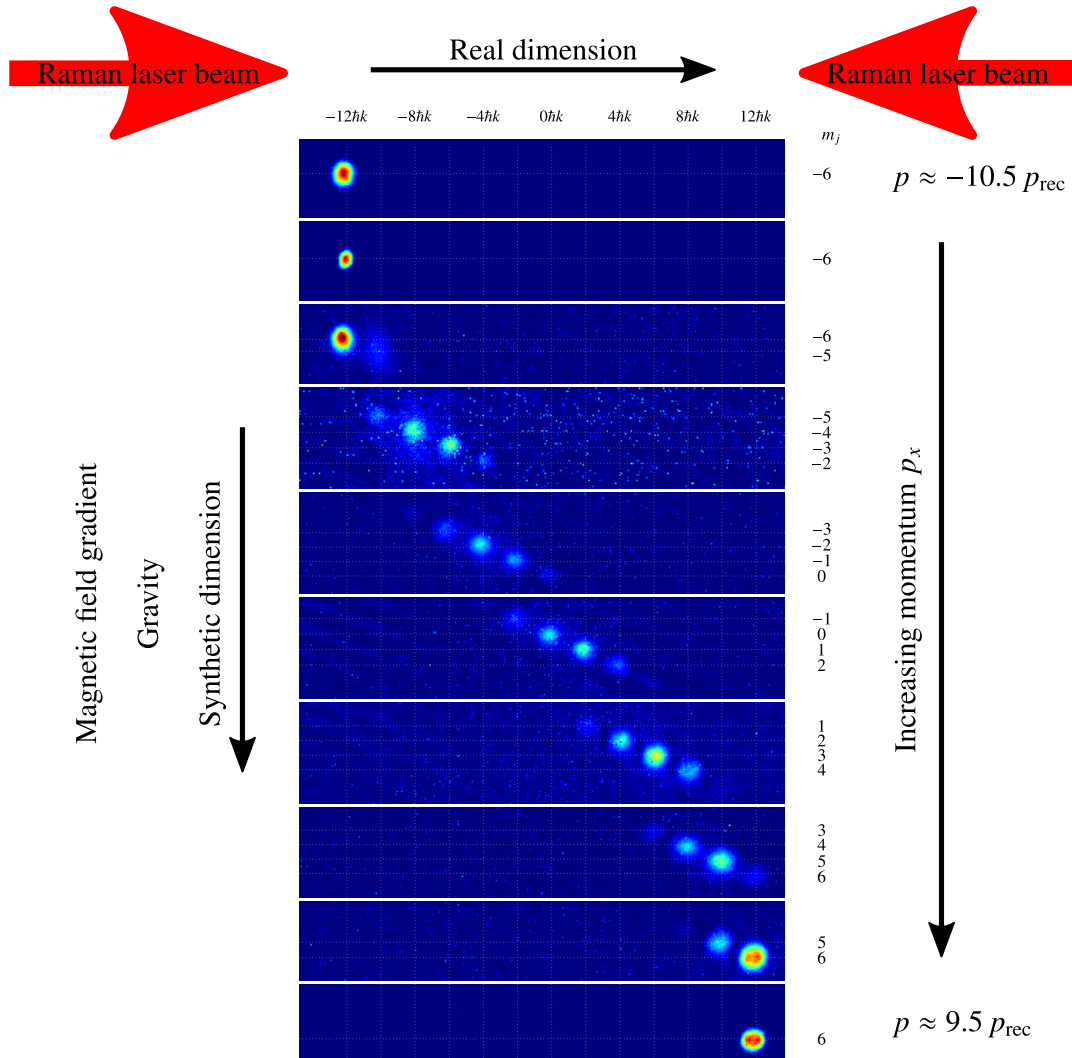 Real dimension
Raman laser beam
Raman laser beam
−12ħk −8ħk −4ħk 0ħk 4ħk 8ħk 12ħk
m_j
−6
p ≈ −10.5 p_rec
−6
−6
−5
−5
−4
−3
−2
−3
−2
−1
0
−1
0
1
2
1
2
3
4
3
4
5
6
5
6
6
p ≈ 9.5 p_rec
Magnetic field gradient
Gravity
Synthetic dimension
Increasing momentum p_x